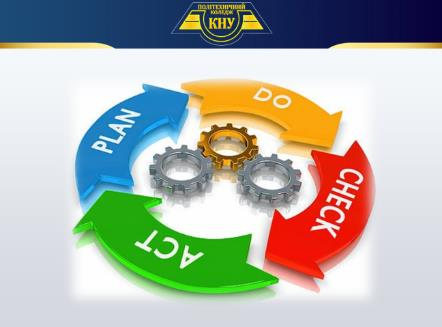 ПОЛІТЕХНІЧНИЙ
КОЛЕДЖ
КНУ
PLAN
DO
CHECK
ACT